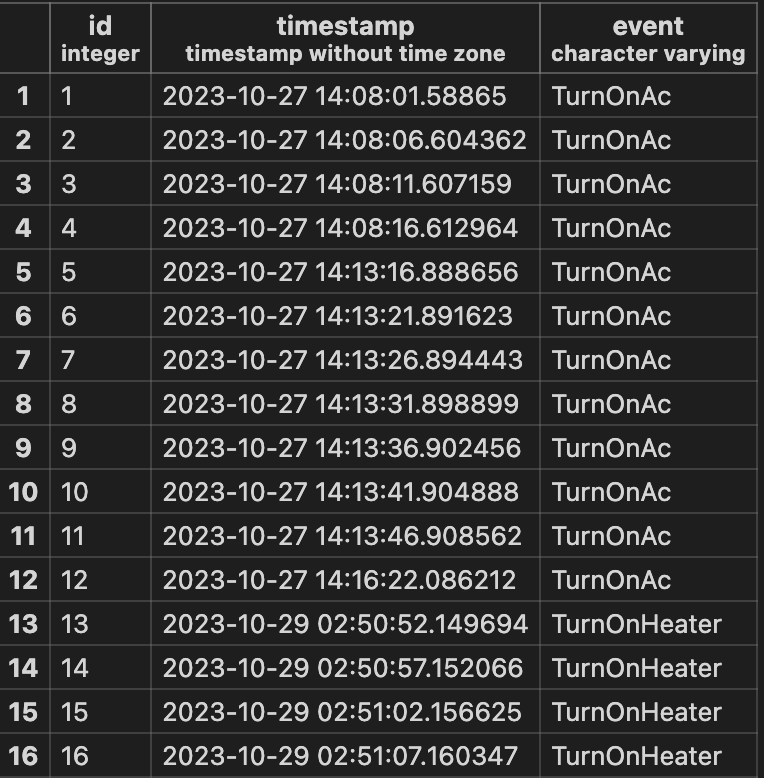 id timestamp event
integer timestamp without time zone character varying
1 1 2023-10-27 14:08:01.58865 TurnOnAc
2 2 2023-10-27 14:08:06.604362 TurnOnAc
3 3 2023-10-27 14:08:11.607159 TurnOnAc
4 4 2023-10-27 14:08:16.612964 TurnOnAc
5 5 2023-10-27 14:13:16.888656 TurnOnAc
6 6 2023-10-27 14:13:21.891623 TurnOnAc
7 7 2023-10-27 14:13:26.894443 TurnOnAc
8 8 2023-10-27 14:13:31.898899 TurnOnAc
9 9 2023-10-27 14:13:36.902456 TurnOnAc
10 10 2023-10-27 14:13:41.904888 TurnOnAc
11 11 2023-10-27 14:13:46.908562 TurnOnAc
12 12 2023-10-27 14:16:22.086212 TurnOnAc
13 13 2023-10-29 02:50:52.149694 TurnOnHeater
14 14 2023-10-29 02:50:57.152066 TurnOnHeater
15 15 2023-10-29 02:51:02.156625 TurnOnHeater
16 16 2023-10-29 02:51:07.160347 TurnOnHeater